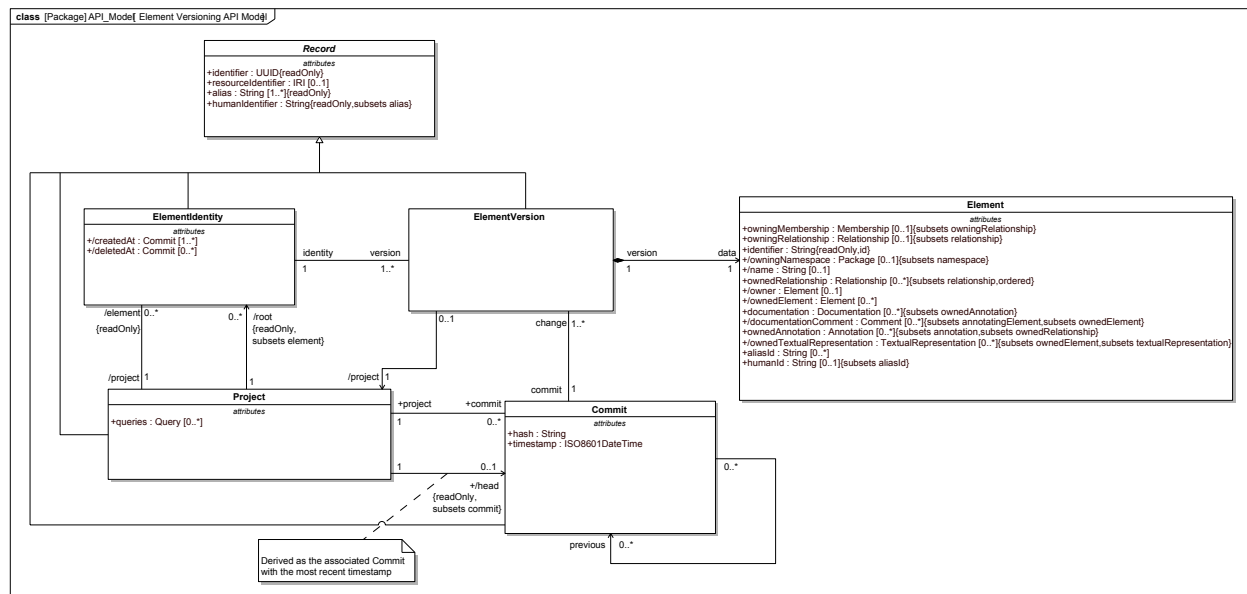 class [Package] API_Model[ Element Versioning API Model]
Record
attributes
+identifier : UUID{readOnly}
+resourceIdentifier : IRI [0..1]
+alias : String [1..*]{readOnly}
+humanIdentifier : String{readOnly,subsets alias}
ElementIdentity
attributes
+/createdAt : Commit [1..*]
+/deletedAt : Commit [0..*]
identity
1
version
1..*
ElementVersion
version
1
data
1
Element
attributes
+owningMembership : Membership [0..1]{subsets owningRelationship}
+owningRelationship : Relationship [0..1]{subsets relationship}
+identifier : String{readOnly,id}
+/owningNamespace : Package [0..1]{subsets namespace}
+/name : String [0..1]
+ownedRelationship : Relationship [0..*]{subsets relationship,ordered}
+/owner : Element [0..1]
+/ownedElement : Element [0..*]
+documentation : Documentation [0..*]{subsets ownedAnnotation}
+/documentationComment : Comment [0..*]{subsets annotatingElement,subsets ownedElement}
+ownedAnnotation : Annotation [0..*]{subsets annotation,subsets ownedRelationship}
+/ownedTextualRepresentation : TextualRepresentation [0..*]{subsets ownedElement,subsets textualRepresentation}
+aliasId : String [0..*]
+humanId : String [0..1]{subsets aliasId}
/element
0..*
{readOnly}
0..*
/root
{readOnly,
subsets element}
0..1
change
1..*
/project
1
1
/project
1
commit
1
Project
attributes
+queries : Query [0..*]
+project
1
+commit
0..*
Commit
attributes
+hash : String
+timestamp : ISO8601DateTime
1
0..1
+/head
{readOnly,
subsets commit}
0..*
previous
0..*
Derived as the associated Commit
with the most recent timestamp